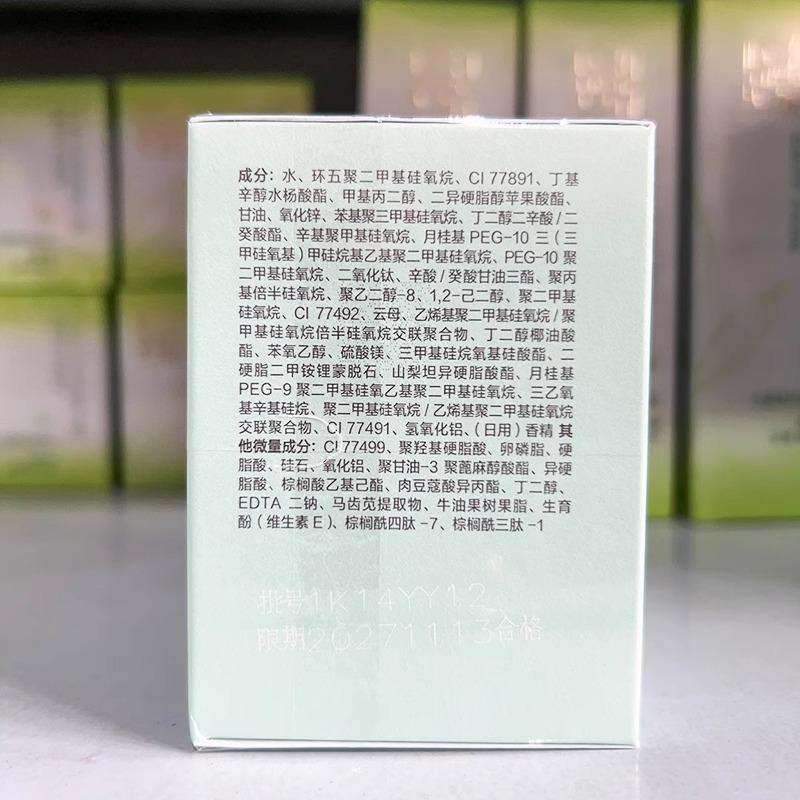 成分：水、环五聚二甲基硅氧烷、CI 77891、丁基
辛醇水杨酸酯、甲基丙二醇、二异硬脂醇苹果酸酯、
甘油、氧化锌、苯基聚三甲基硅氧烷、丁二醇二辛酸/二
癸酸酯、辛基聚甲基硅氧烷、月桂基 PEG-10 三（三
甲硅氧基）甲硅烷基乙基聚二甲基硅氧烷、PEG-10 聚
二甲基硅氧烷、二氧化钛、辛酸/癸酸甘油三酯、聚丙
基倍半硅氧烷、聚乙二醇-8、1,2-己二醇、聚二甲基
硅氧烷、CI 77492、云母、乙烯基聚二甲基硅氧烷/聚
甲基硅氧烷倍半硅氧烷交联聚合物、丁二醇椰油酸
酯、苯氧乙醇、硫酸镁、三甲基硅烷氧基硅酸酯、二
硬脂二甲铵锂蒙脱石、山梨坦异硬脂酸酯、月桂基
PEG-9 聚二甲基硅氧乙基聚二甲基硅氧烷、三乙氧
基辛基硅烷、聚二甲基硅氧烷/乙烯基聚二甲基硅氧烷
交联聚合物、CI 77491、氢氧化铝、（日用）香精 其
他微量成分：CI 77499、聚羟基硬脂酸、卵磷脂、硬
脂酸、硅石、氧化铝、聚甘油-3 聚蓖麻醇酸酯、异硬
脂酸、棕榈酸乙基己酯、肉豆蔻酸异丙酯、丁二醇、
EDTA 二钠、马齿苋提取物、牛油果树果脂、生育
酚（维生素 E）、棕榈酰四肽-7、棕榈酰三肽-1
批号1K14YY12
限期20271113合格